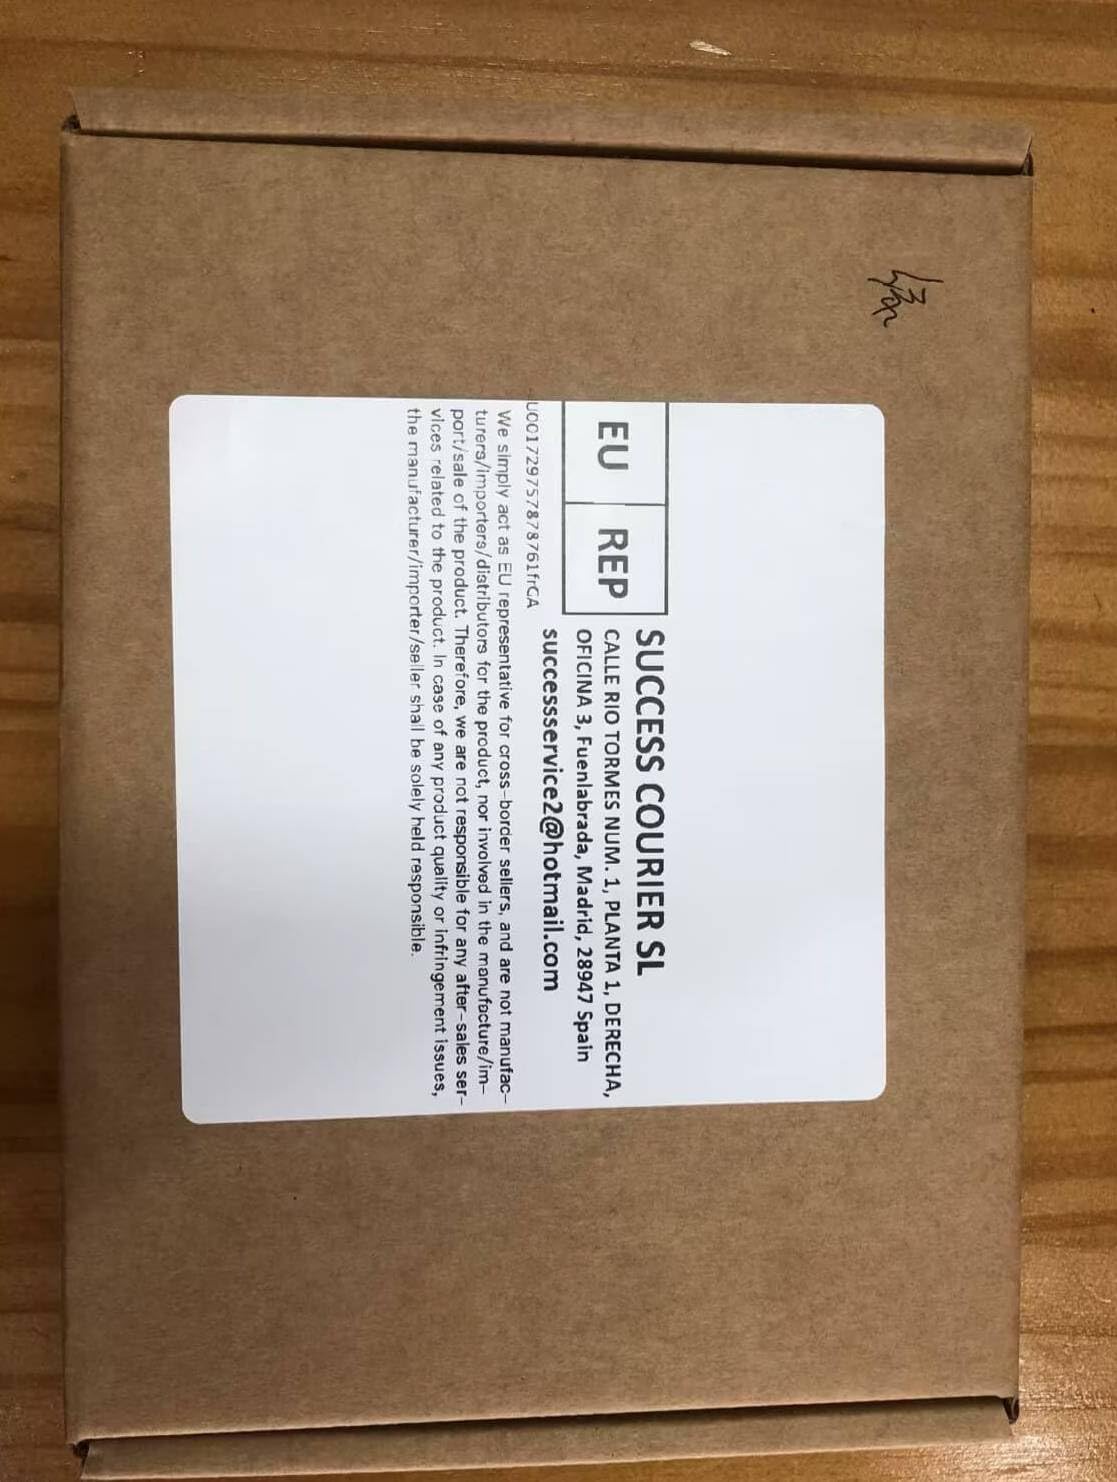 绿
EU REP
SUCCESS COURIER SL
CALLE RIO TORMES NUM. 1, PLANTA 1, DERECHA,
OFICINA 3, Fuenlabrada, Madrid, 28947 Spain
successservice2@hotmail.com
U001729757878761frGA
We simply act as EU representative for cross-border sellers, and are not manufac-
turers/importers/distributors for the product, nor involved in the manufacture/im-
port/sale of the product. Therefore, we are not responsible for any after-sales ser-
vices related to the product. In case of any product quality or infringement issues,
the manufacturer/importer/seller shall be solely held responsible.